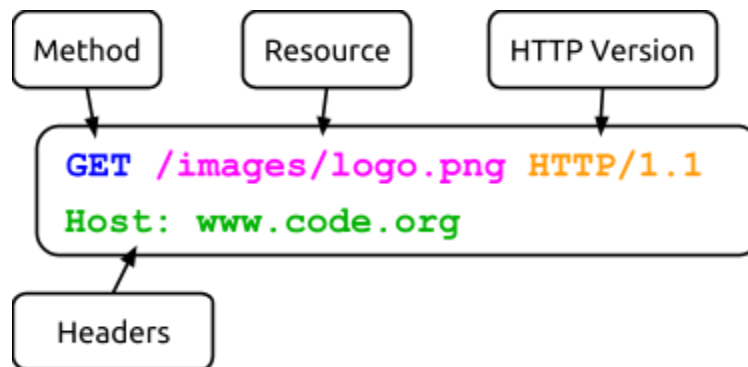 Method
Resource
HTTP Version
GET /images/logo.png HTTP/1.1
Host: www.code.org
Headers